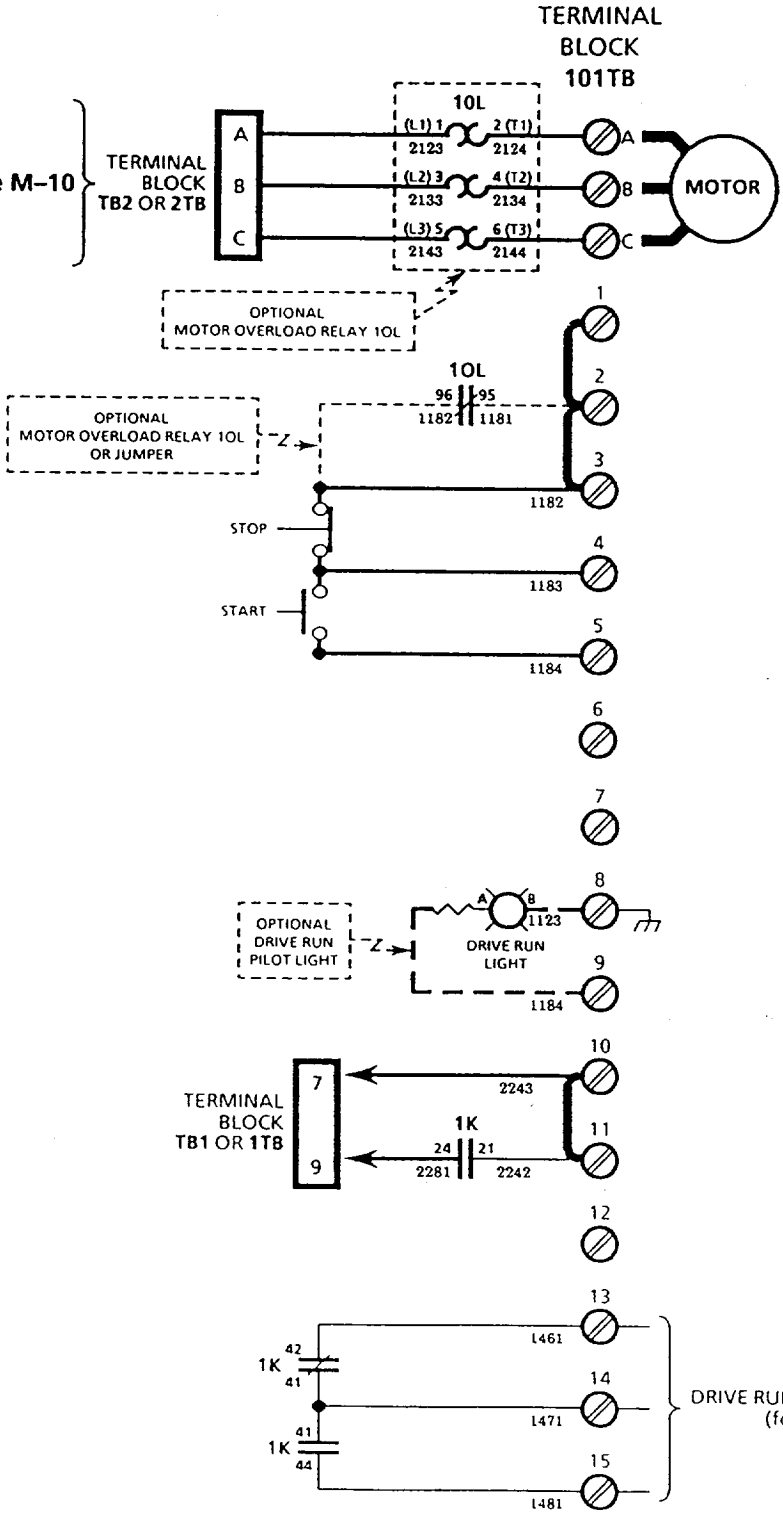 TERMINAL
BLOCK
101TB
10L
(L1) 1
2 (T1)
A
A
2123
2124
M-10
TERMINAL
BLOCK
TB2 OR 2TB
(L2) 3
4 (T2)
B
B
MOTOR
2133
2134
(L3) 5
6 (T3)
C
C
2143
2144
OPTIONAL
MOTOR OVERLOAD RELAY 1OL
1
1OL
96
95
1182
1181
2
OPTIONAL
MOTOR OVERLOAD RELAY 1OL
OR JUMPER
3
1182
STOP
4
1183
START
5
1184
6
7
8
A
B
1123
OPTIONAL
DRIVE RUN
PILOT LIGHT
DRIVE RUN
LIGHT
9
1184
10
7
2243
TERMINAL
BLOCK
TB1 OR 1TB
1K
11
24
21
9
2281
2242
12
13
1461
42
1K
41
14
DRIVE RU
1471
41
1K
44
15
1481